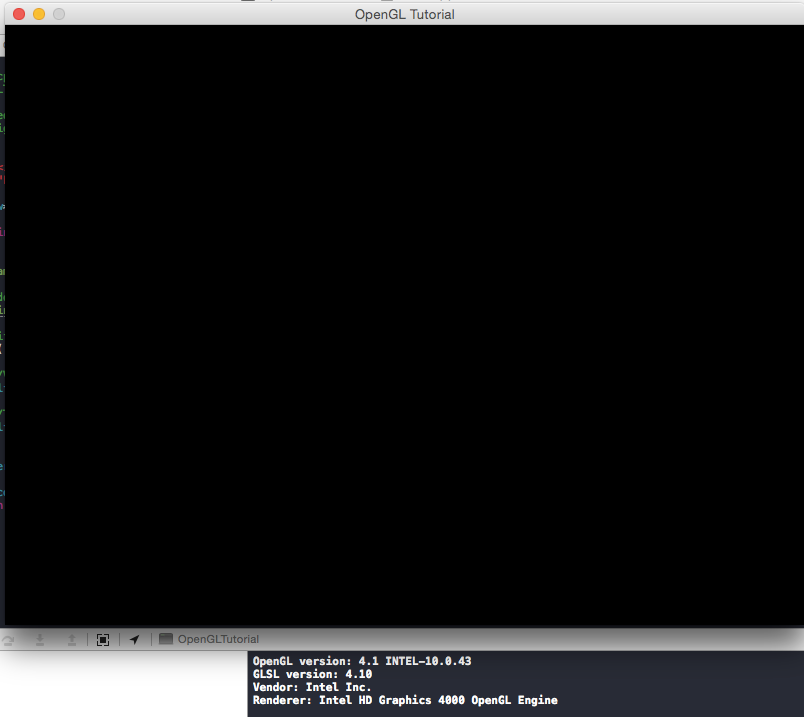 OpenGL Tutorial
OpenGLTutorial
OpenGL version: 4.1 INTEL-10.0.43
GLSL version: 4.10
Vendor: Intel Inc.
Renderer: Intel HD Graphics 4000 OpenGL Engine